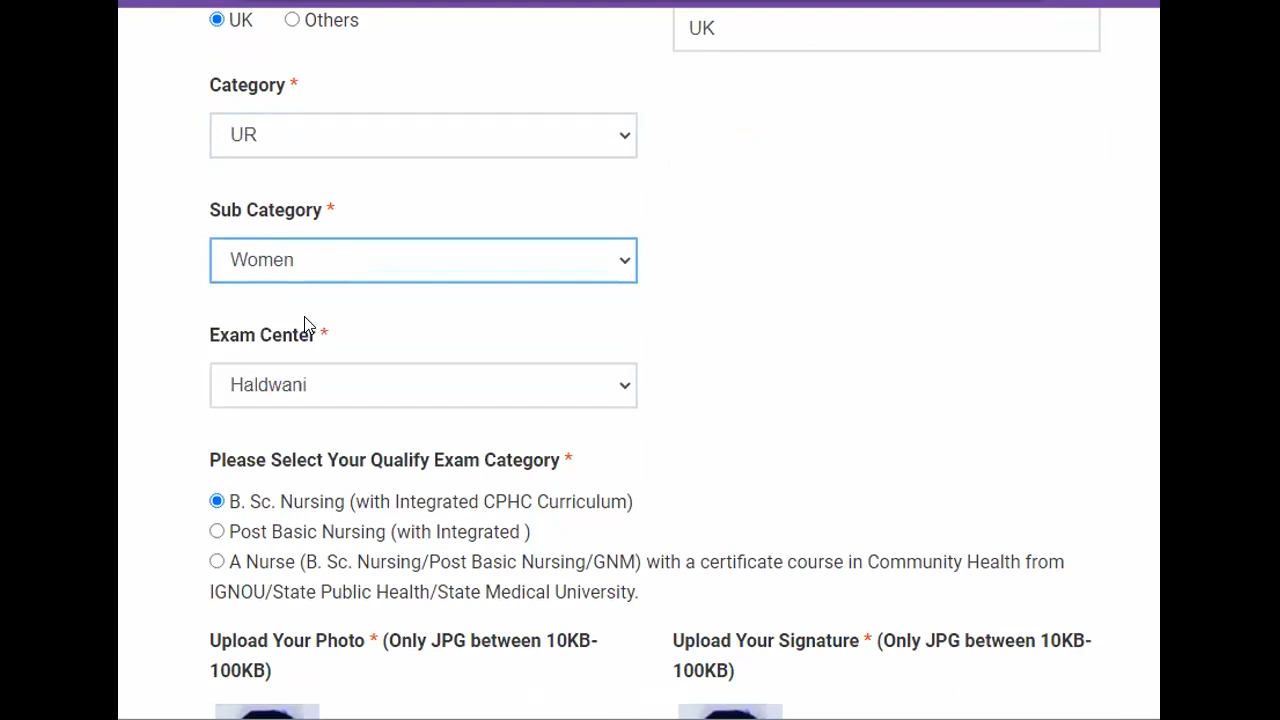 UK Others
UK
Category *
UR
Sub Category *
Women
Exam Center *
Haldwani
Please Select Your Qualify Exam Category *
B. Sc. Nursing (with Integrated CPHC Curriculum)
Post Basic Nursing (with Integrated )
A Nurse (B. Sc. Nursing/Post Basic Nursing/GNM) with a certificate course in Community Health from
IGNOU/State Public Health/State Medical University.
Upload Your Photo * (Only JPG between 10KB-
100KB)
Upload Your Signature * (Only JPG between 10KB-
100KB)